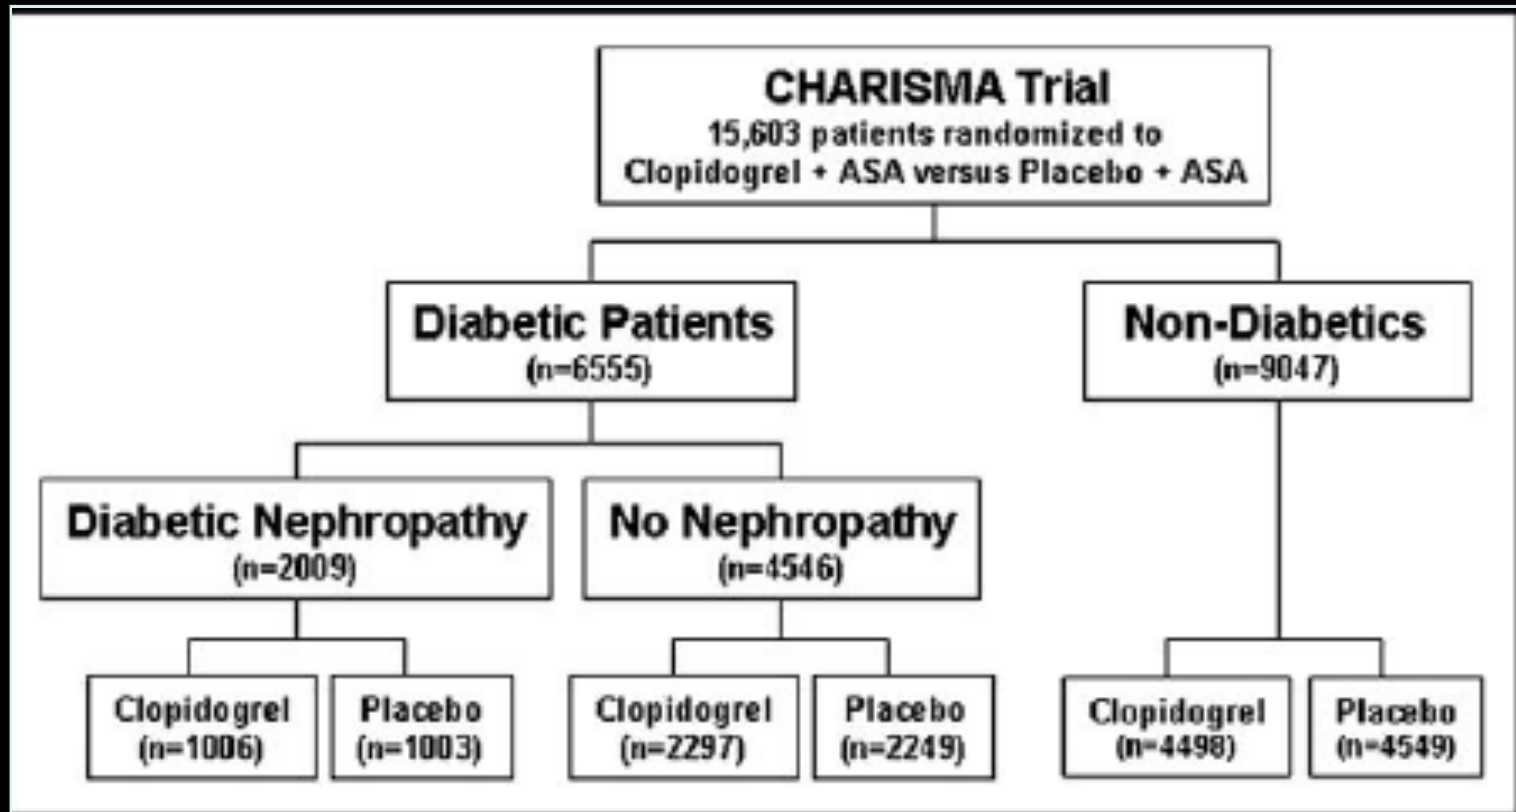 CHARISMA Trial
15,603 patients randomized to
Clopidogrel + ASA versus Placebo + ASA
Diabetic Patients
(n=6555)
Non-Diabetics
(n=9047)
Diabetic Nephropathy
(n=2009)
No Nephropathy
(n=4546)
Clopidogrel
(n=1006)
Placebo
(n=1003)
Clopidogrel
(n=2297)
Placebo
(n=2249)
Clopidogrel
(n=4498)
Placebo
(n=4549)